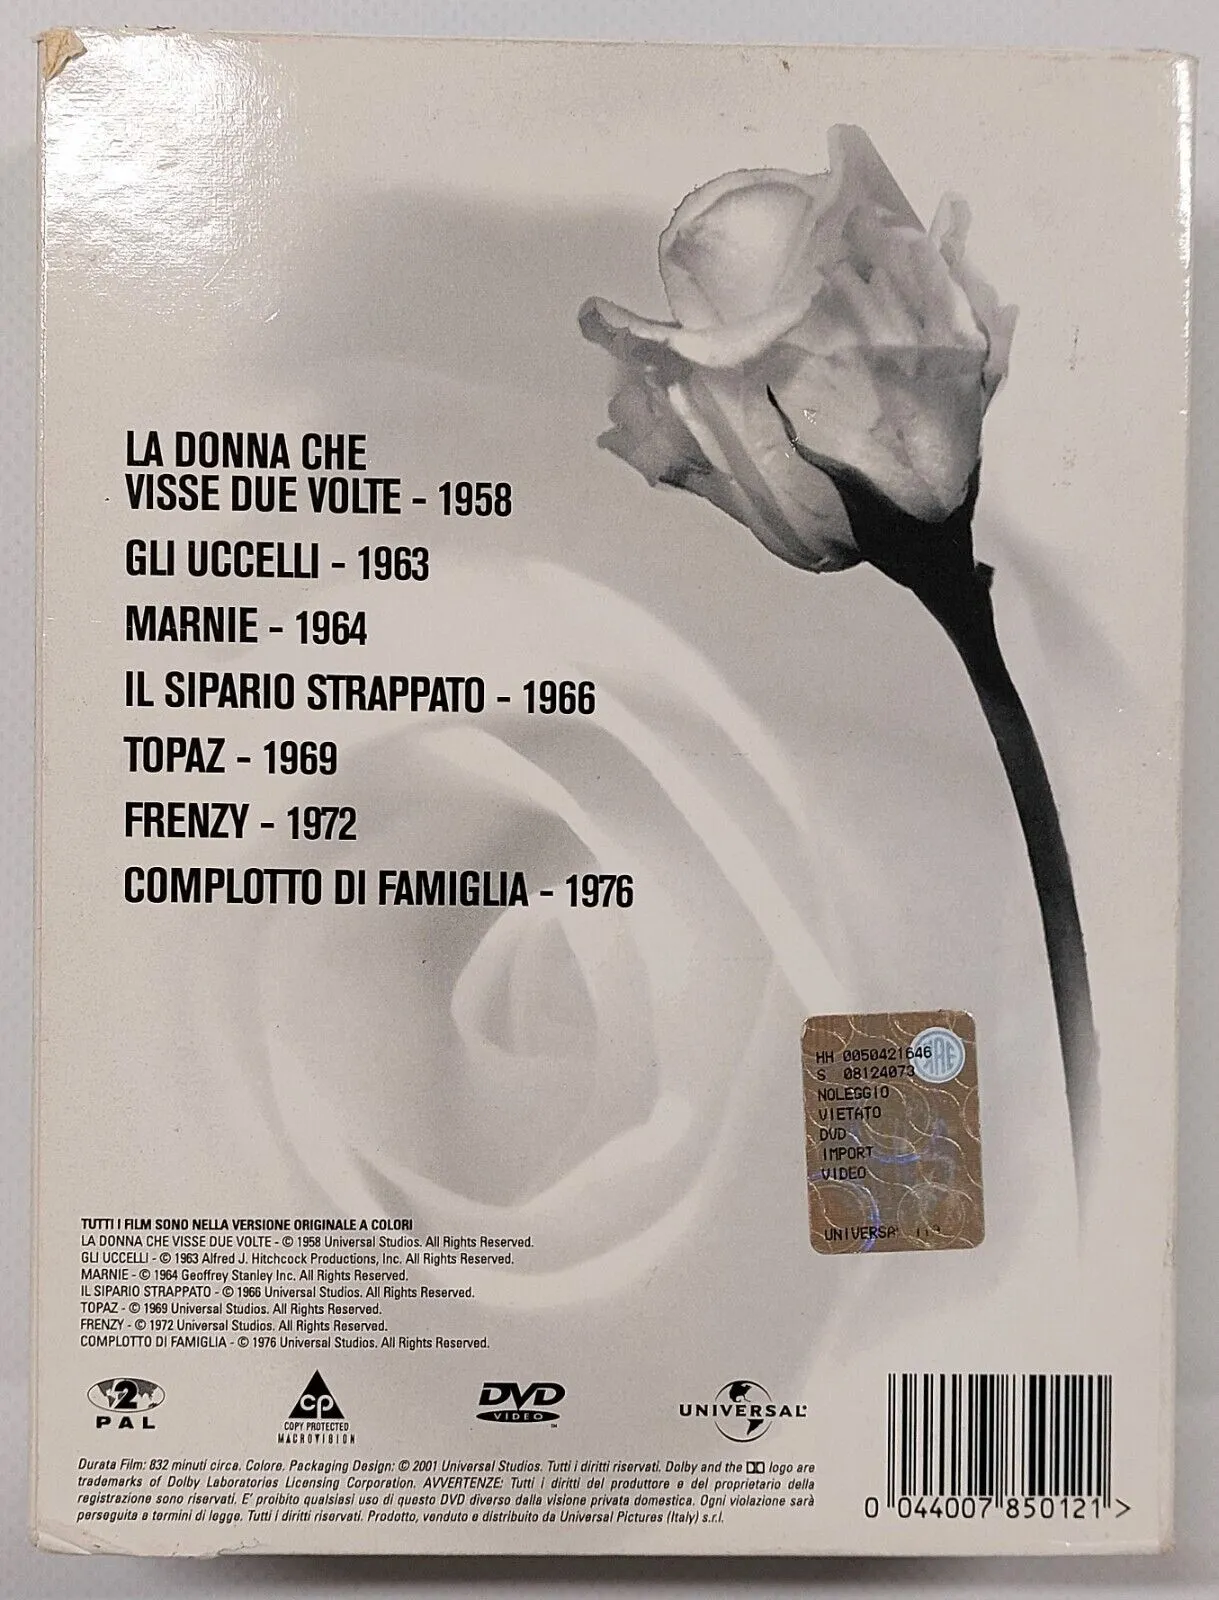 LA DONNA CHE
VISSE DUE VOLTE - 1958
GLI UCCELLI - 1963
MARNIE - 1964
IL SIPARIO STRAPPATO - 1966
TOPAZ - 1969
FRENZY - 1972
COMPLOTTO DI FAMIGLIA - 1976
HH 0050421646
S 08124073
NOLEGGIO
VIETATO
DVD
IMPORT
VIDEO
TUTTI I FILM SONO NELLA VERSIONE ORIGINALE A COLORI
LA DONNA CHE VISSE DUE VOLTE - © 1958 Universal Studios. All Rights Reserved.
GLI UCCELLI - © 1963 Alfred J. Hitchcock Productions, Inc. All Rights Reserved.
MARNIE - © 1964 Geoffrey Stanley Inc. All Rights Reserved.
IL SIPARIO STRAPPATO - © 1966 Universal Studios. All Rights Reserved.
TOPAZ - © 1969 Universal Studios. All Rights Reserved.
FRENZY - © 1972 Universal Studios. All Rights Reserved.
COMPLOTTO DI FAMIGLIA - © 1976 Universal Studios. All Rights Reserved.
2
PAL
CP
COPY PROTECTED
MACROVISION
DVD
VIDEO ™
UNIVERSAL
Durata Film: 832 minuti circa. Colore. Packaging Design: © 2001 Universal Studios. Tutti i diritti riservati. Dolby and the logo are
trademarks of Dolby Laboratories Licensing Corporation. AVVERTENZE: Tutti i diritti del produttore e del proprietario della
registrazione sono riservati. E' proibito qualsiasi uso di questo DVD diverso dalla visione privata domestica. Ogni violazione sarà
perseguita a termini di legge. Tutti i diritti riservati. Prodotto, venduto e distribuito da Universal Pictures (Italy) s.r.l.
0 044007 850121 >